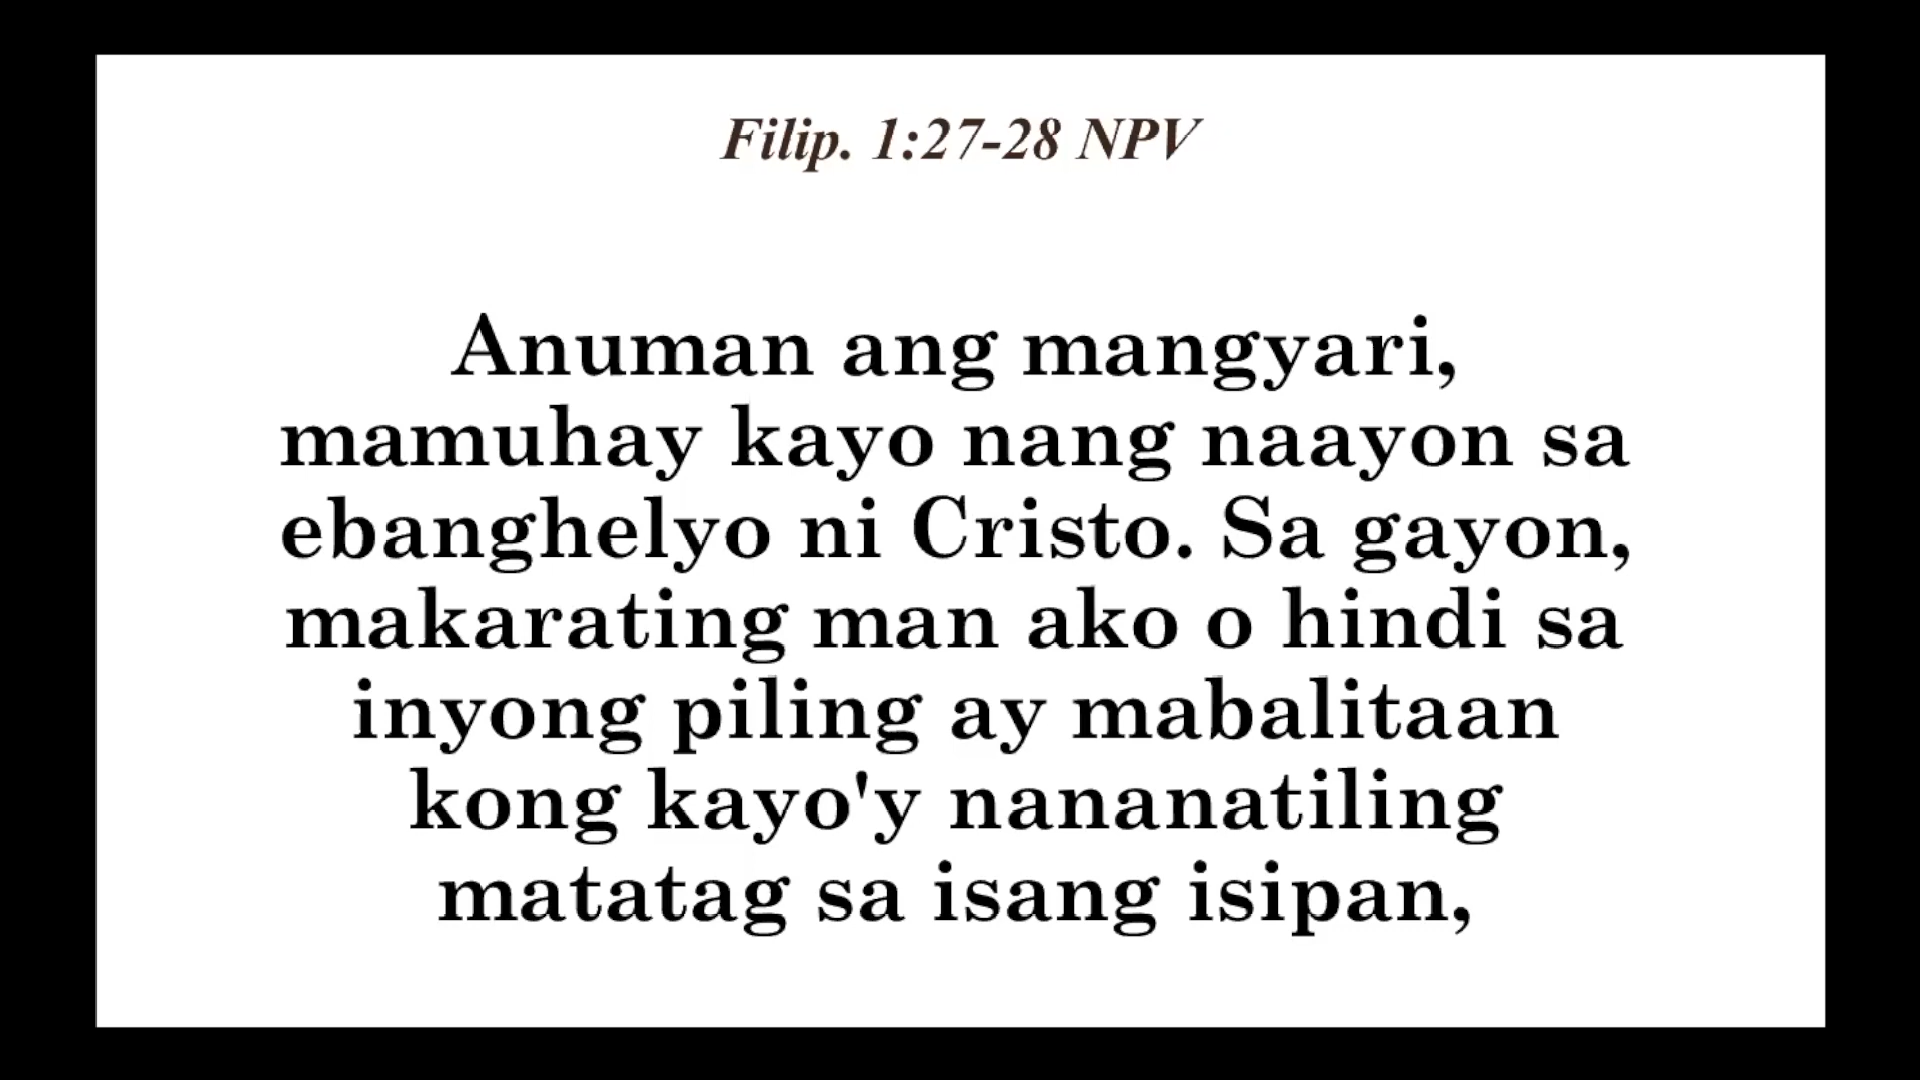 Filip. 1:27-28 NPV
Anuman ang mangyari,
mamuhay kayo nang naayon sa
ebanghelyo ni Cristo. Sa gayon,
makarating man ako o hindi sa
inyong piling ay mabalitaan
kong kayo'y nananatiling
matatag sa isang isipan,